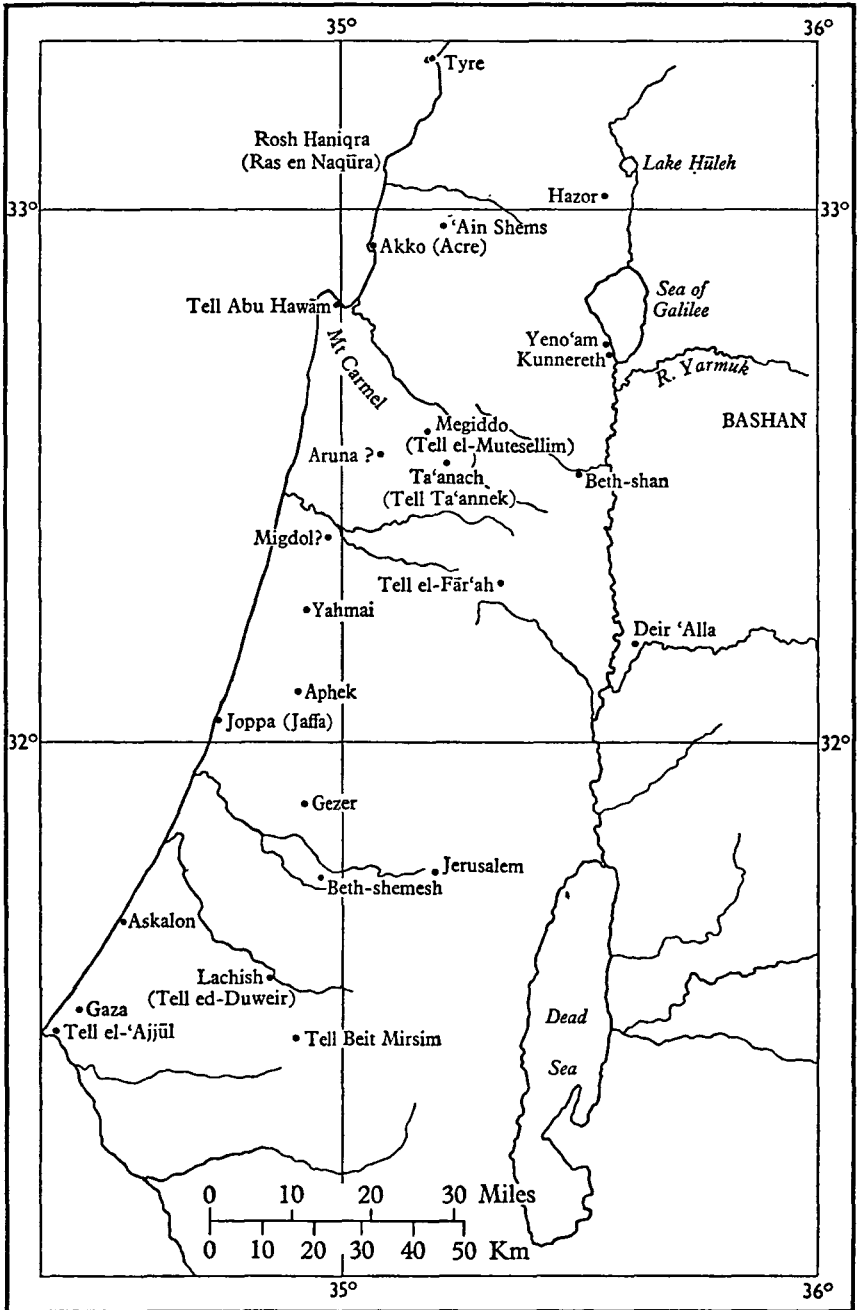 35°
36°
Tyre
Rosh Haniqra
(Ras en Naqūra)
Lake Ḥūleh
Hazor
33°
33°
‘Ain Shems
Akko (Acre)
Sea of
Galilee
Tell Abu Hawām
Yeno‘am
Kunnereth
Mt Carmel
R. Yarmuk
BASHAN
Megiddo
(Tell el-Mutesellim)
Aruna ?
Ta‘anach
(Tell Ta‘annek)
Beth-shan
Migdol?
Tell el-Fār‘ah
Yahmai
Deir ‘Alla
Aphek
Joppa (Jaffa)
32°
32°
Gezer
Jerusalem
Beth-shemesh
Askalon
Lachish
(Tell ed-Duweir)
Gaza
Tell el-‘Ajjūl
Tell Beit Mirsim
Dead
Sea
0 10 20 30 Miles
0 10 20 30 40 50 Km
35°
36°